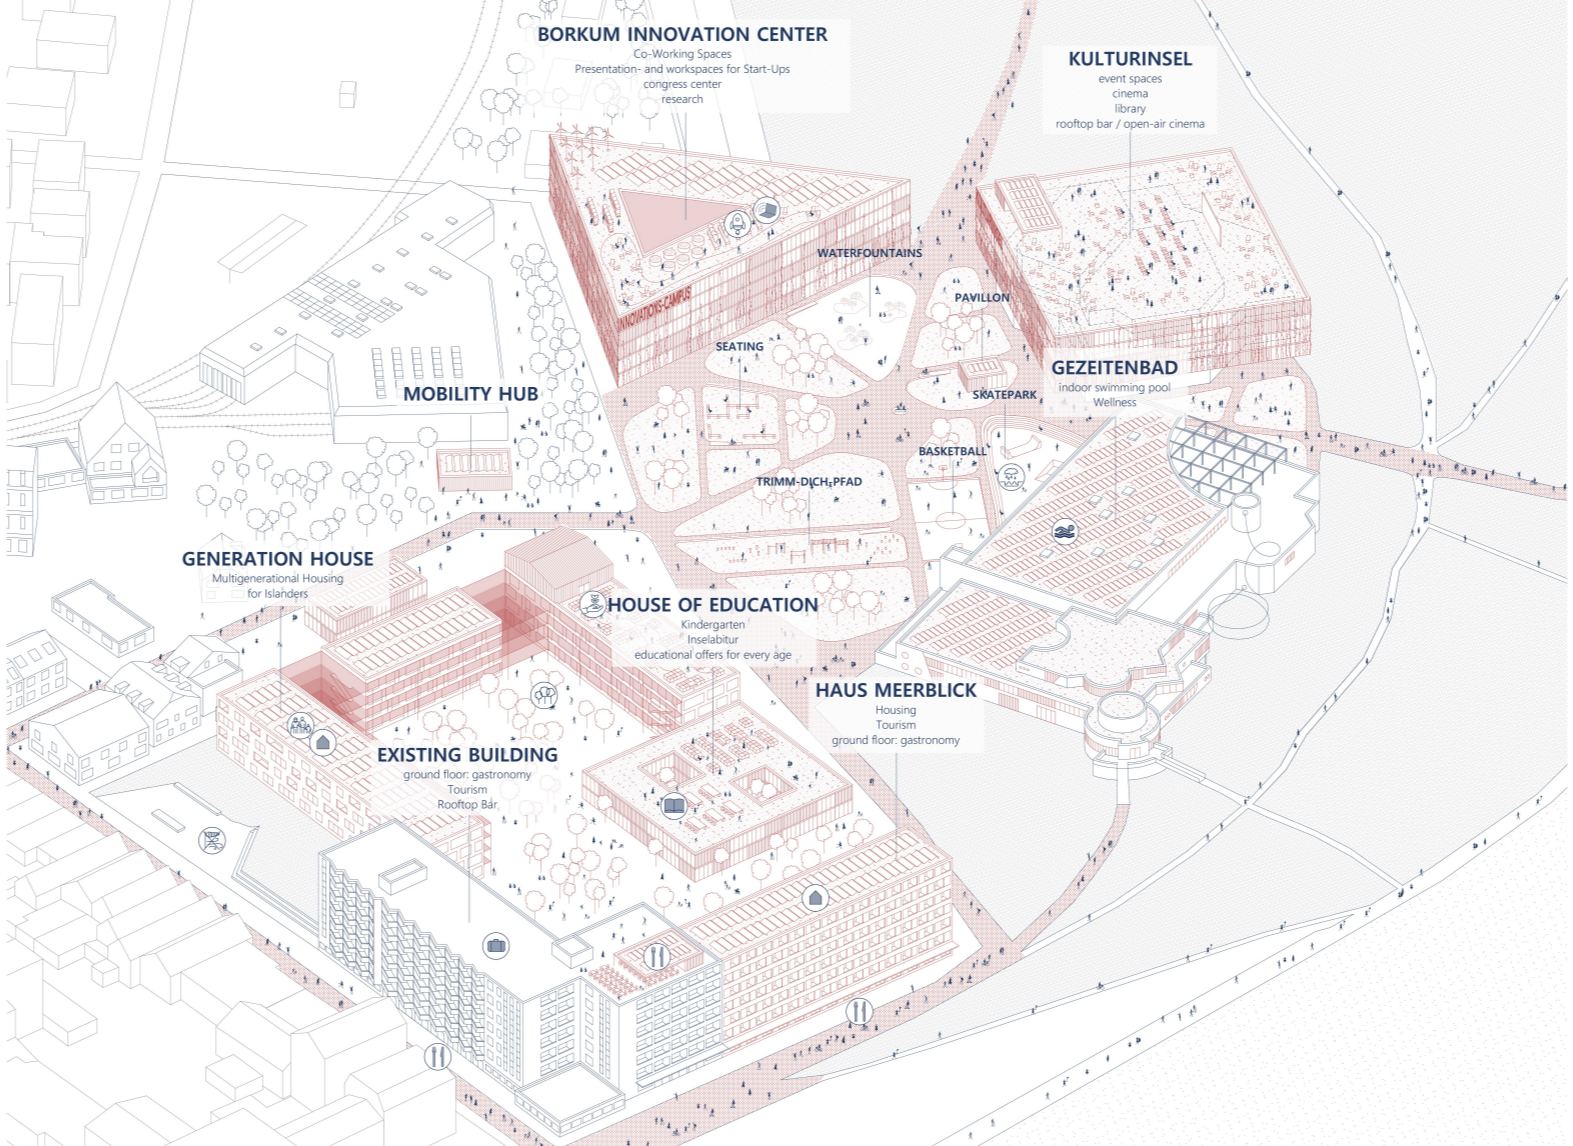 BORKUM INNOVATION CENTER
Co-Working Spaces
Presentation- and workspaces for Start-Ups
congress center
research
KULTURINSEL
event spaces
cinema
library
rooftop bar / open-air cinema
WATERFOUNTAINS
PAVILLON
INNOVATIONS-CAMPUS
SEATING
GEZEITENBAD
indoor swimming pool
Wellness
MOBILITY HUB
SKATEPARK
BASKETBALL
TRIMM-DICH-PFAD
GENERATION HOUSE
Multigenerational Housing
for Islanders
HOUSE OF EDUCATION
Kindergarten
Inselabitur
educational offers for every age
HAUS MEERBLICK
Housing
Tourism
ground floor: gastronomy
EXISTING BUILDING
ground floor: gastronomy
Tourism
Rooftop Bar